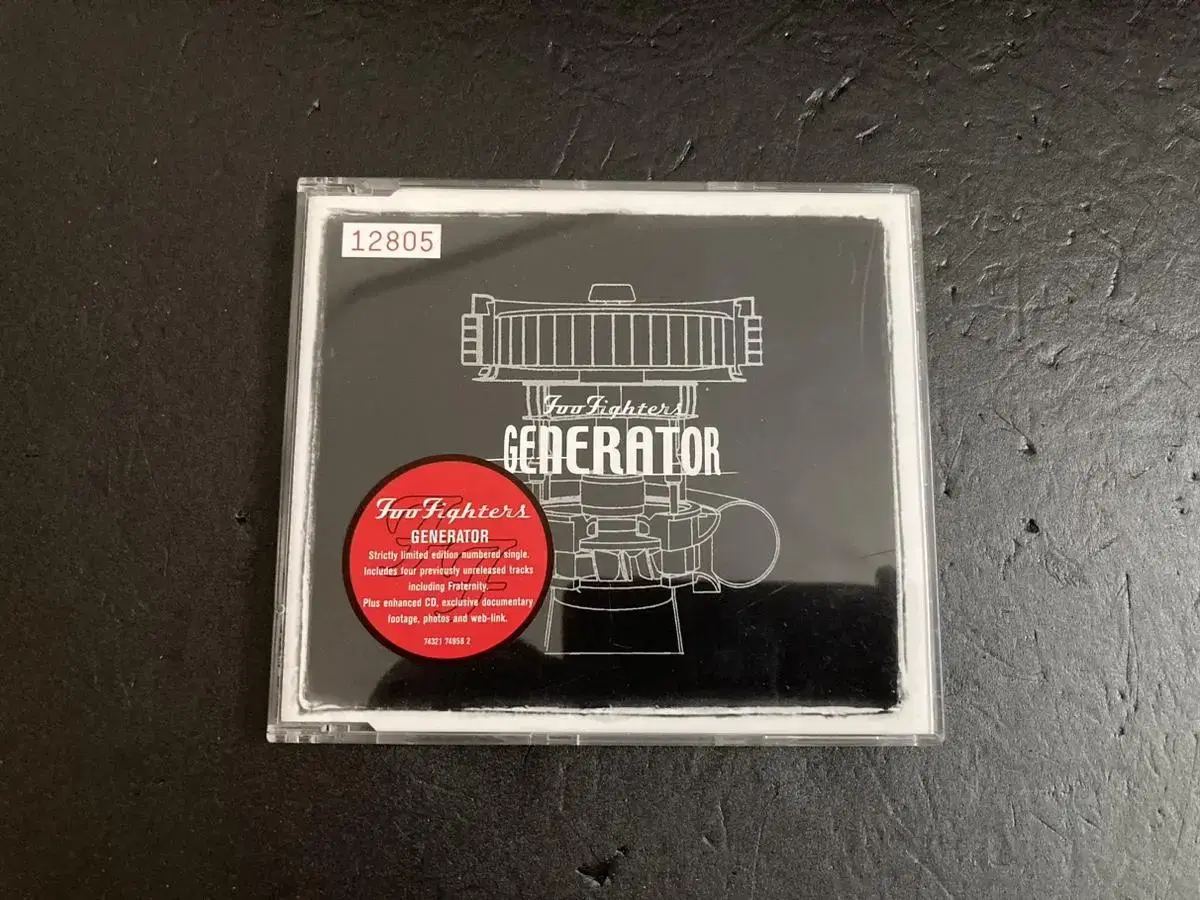 12805
Foo Fighters
GENERATOR
Foo Fighters
GENERATOR
Strictly limited edition numbered single.
Includes four previously unreleased tracks
including Fraternity.
Plus enhanced CD, exclusive documentary
footage, photos and web-link.
74321 74958 2